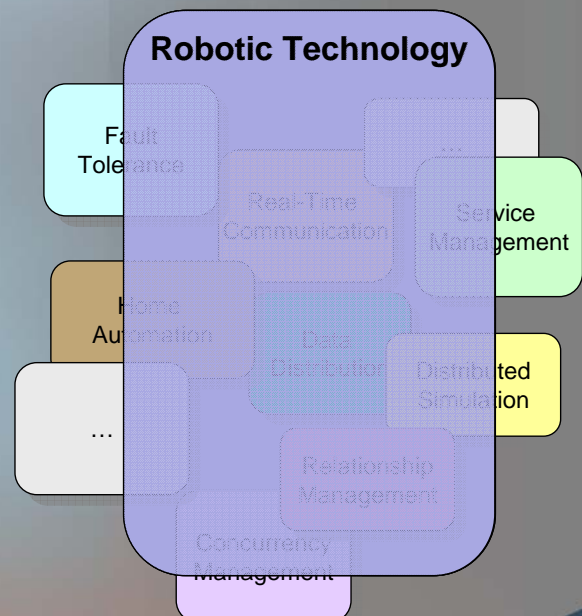 Robotic Technology
Fault
Tolerance
…
Real-Time
Communication
Service
Management
Home
Automation
Data
Distribution
Distributed
Simulation
…
Relationship
Management
Concurrency
Management